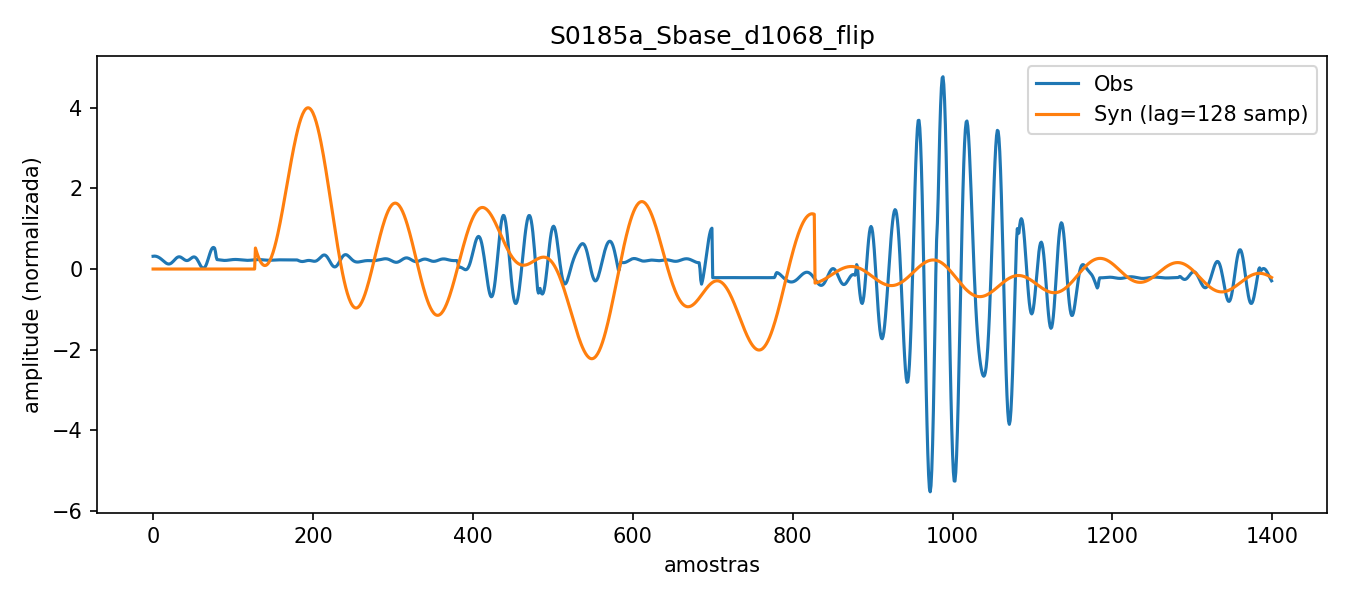 S0185a_Sbase_d1068_flip
Obs
Syn (lag=128 samp)
amplitude (normalizada)
4
2
0
−2
−4
−6
0 200 400 600 800 1000 1200 1400
amostras